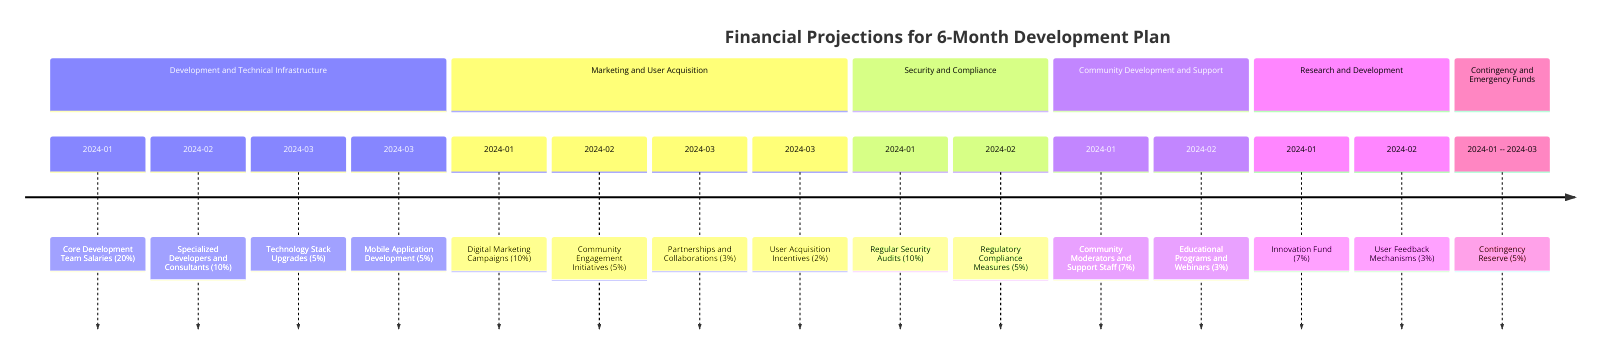 Financial Projections for 6-Month Development Plan
Development and Technical Infrastructure
Marketing and User Acquisition
Security and Compliance
Community Development and Support
Research and Development
Contingency and
Emergency Funds
2024-01
2024-02
2024-03
2024-03
2024-01
2024-02
2024-03
2024-03
2024-01
2024-02
2024-01
2024-02
2024-01
2024-02
2024-01 -- 2024-03
Core Development
Team Salaries (20%)
Specialized
Developers and
Consultants (10%)
Technology Stack
Upgrades (5%)
Mobile Application
Development (5%)
Digital Marketing
Campaigns (10%)
Community
Engagement
Initiatives (5%)
Partnerships and
Collaborations (3%)
User Acquisition
Incentives (2%)
Regular Security
Audits (10%)
Regulatory
Compliance
Measures (5%)
Community
Moderators and
Support Staff (7%)
Educational
Programs and
Webinars (3%)
Innovation Fund
(7%)
User Feedback
Mechanisms (3%)
Contingency
Reserve (5%)